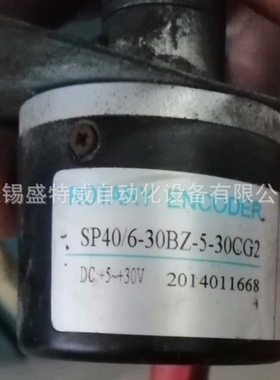 ROTARY ENCODER
锡盛特威自动化设备有限公
SP40/6-30BZ-5-30CG2
DC +5~+30V 2014011668